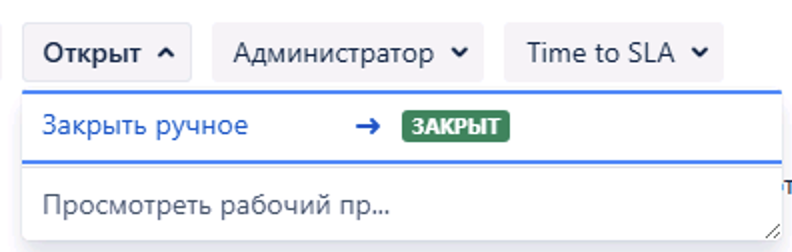 Открыт Администратор Time to SLA
Закрыть ручное → ЗАКРЫТ
Просмотреть рабочий пр...